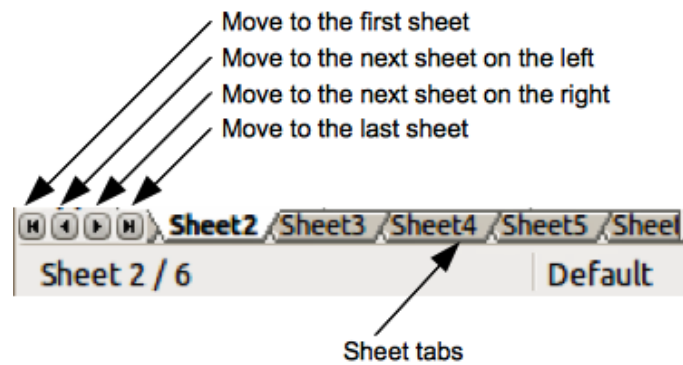 Move to the first sheet
Move to the next sheet on the left
Move to the next sheet on the right
Move to the last sheet
Sheet2 Sheet3 Sheet4 Sheet5
Sheet 2 / 6 Default
Sheet tabs